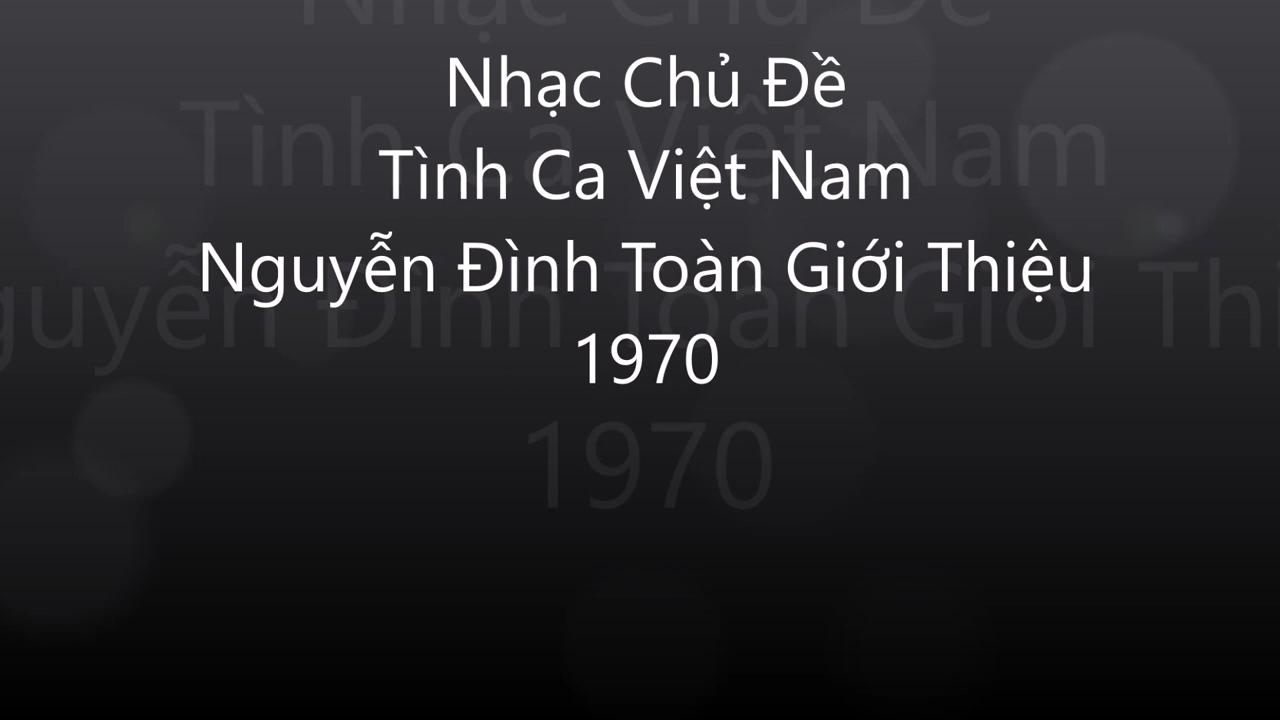 Nhạc Chủ Đề
Tình Ca Việt Nam
Nguyễn Đình Toàn Giới Thiệu
1970